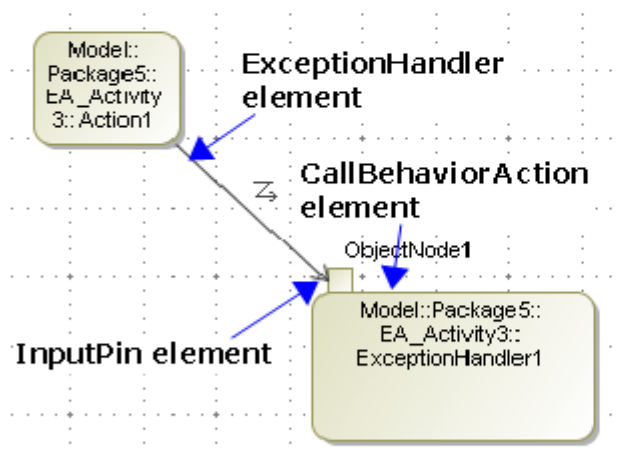 Model::
Package5::
EA_Activity
3::Action1
ExceptionHandler
element
CallBehaviorAction
element
ObjectNode1
Model::Package5::
EA_Activity3::
ExceptionHandler1
InputPin element